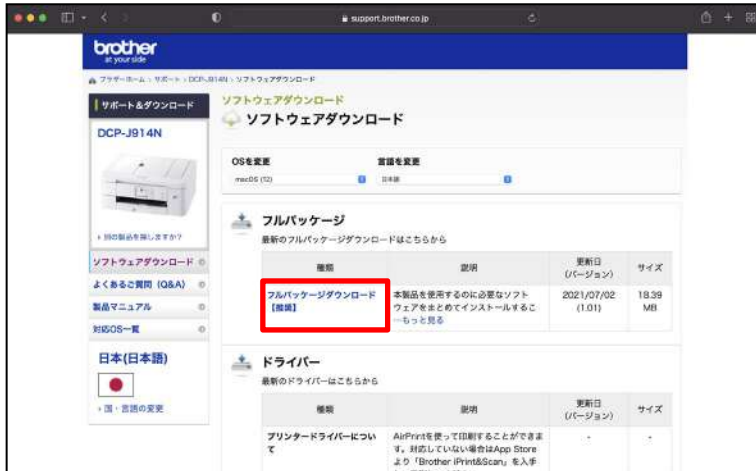 support.brother.co.jp
brother
at your side
ブラザーホーム › サポート › DCP-J914N › ソフトウェアダウンロード
サポート&ダウンロード
DCP-J914N
別の製品を探しますか?
ソフトウェアダウンロード
よくあるご質問（Q&A）
製品マニュアル
対応OS一覧
日本(日本語)
国・言語の変更
ソフトウェアダウンロード
ソフトウェアダウンロード
OSを変更
言語を変更
macOS (12)
日本語
フルパッケージ
最新のフルパッケージダウンロードはこちらから
種類
説明
更新日
(バージョン)
サイズ
フルパッケージダウンロード
【推奨】
本製品を使用するのに必要なソフト
ウェアをまとめてインストールするこ
…もっと見る
2021/07/02
(1.01)
18.39
MB
ドライバー
最新のドライバーはこちらから
種類
説明
更新日
(バージョン)
サイズ
プリンタードライバーについ
て
-
-
AirPrintを使って印刷することができま
す。対応していない場合はApp Store
より「Brother iPrint&Scan」を入手